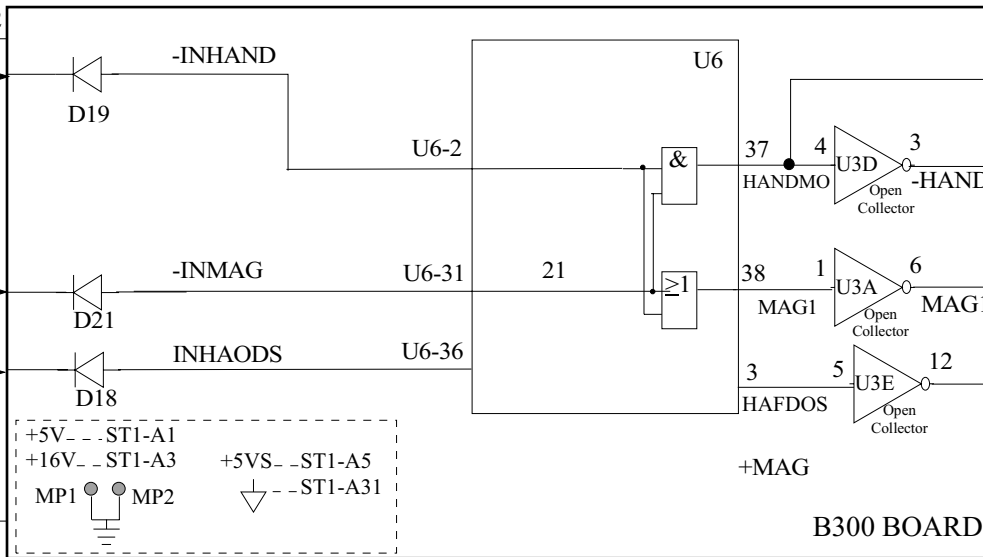 -INHAND
U6
D19
U6-2
&
37
4
3
HANDMO
U3D
-HAND
Open
Collector
-INMAG
U6-31
21
≥1
38
1
6
MAG1
U3A
MAG1
Open
Collector
D21
INHAODS
U6-36
D18
3
5
12
HAFDOS
U3E
Open
Collector
+5V - - - ST1-A1
+16V - - ST1-A3
+5VS - - ST1-A5
- - - ST1-A31
MP1 MP2
+MAG
B300 BOARD